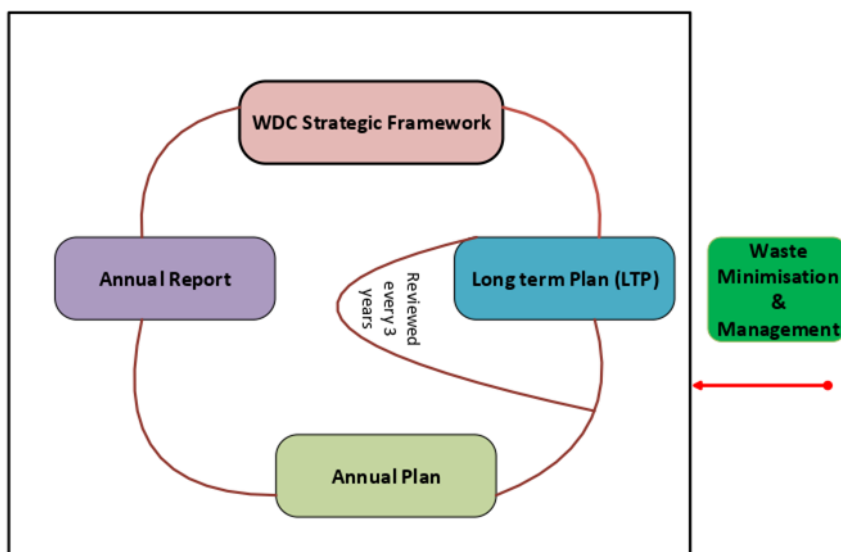 WDC Strategic Framework
Annual Report
Reviewed
every 3
years
Long term Plan (LTP)
Waste
Minimisation
&
Management
Annual Plan